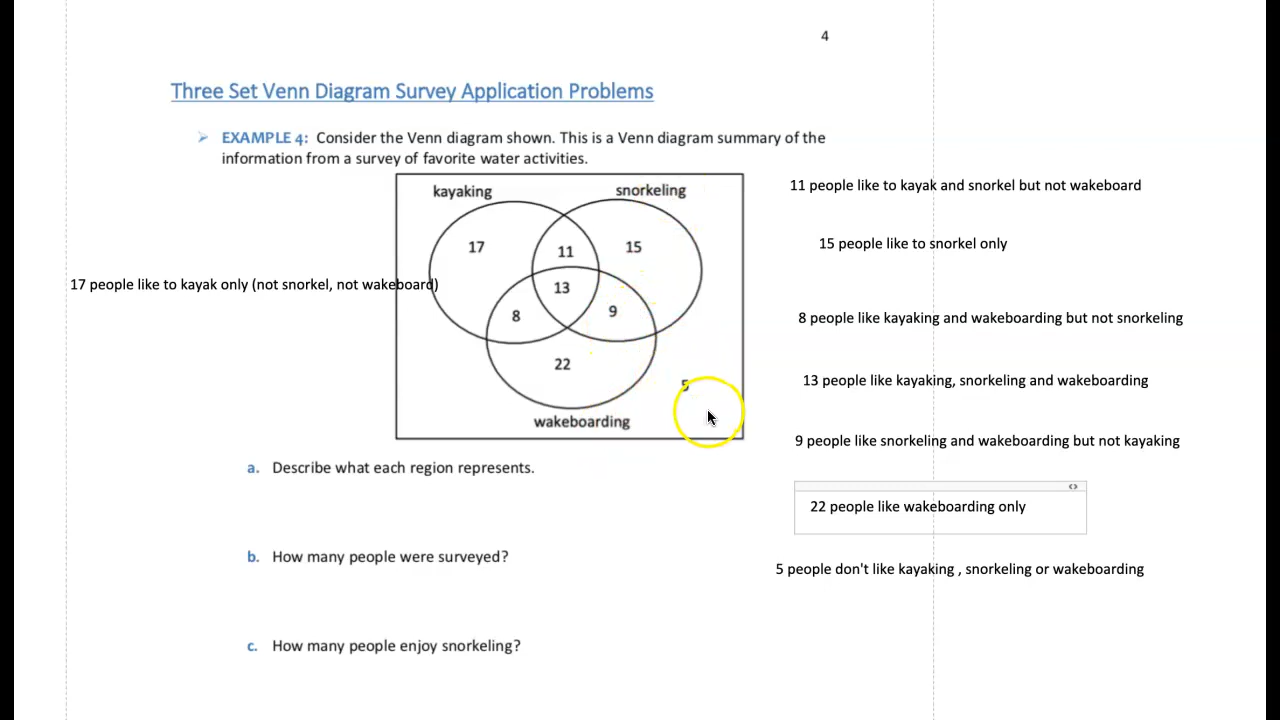 4
Three Set Venn Diagram Survey Application Problems
EXAMPLE 4: Consider the Venn diagram shown. This is a Venn diagram summary of the
information from a survey of favorite water activities.
kayaking
snorkeling
17
11
15
13
8
9
22
5
wakeboarding
17 people like to kayak only (not snorkel, not wakeboard)
11 people like to kayak and snorkel but not wakeboard
15 people like to snorkel only
8 people like kayaking and wakeboarding but not snorkeling
13 people like kayaking, snorkeling and wakeboarding
9 people like snorkeling and wakeboarding but not kayaking
22 people like wakeboarding only
5 people don't like kayaking , snorkeling or wakeboarding
a. Describe what each region represents.
b. How many people were surveyed?
c. How many people enjoy snorkeling?